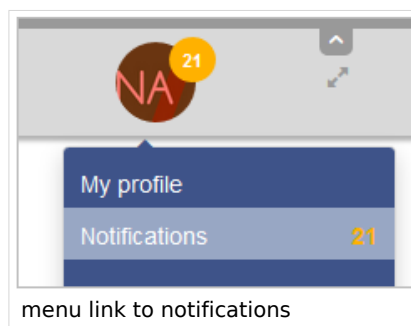 NA
21
My profile
Notifications 21
menu link to notifications